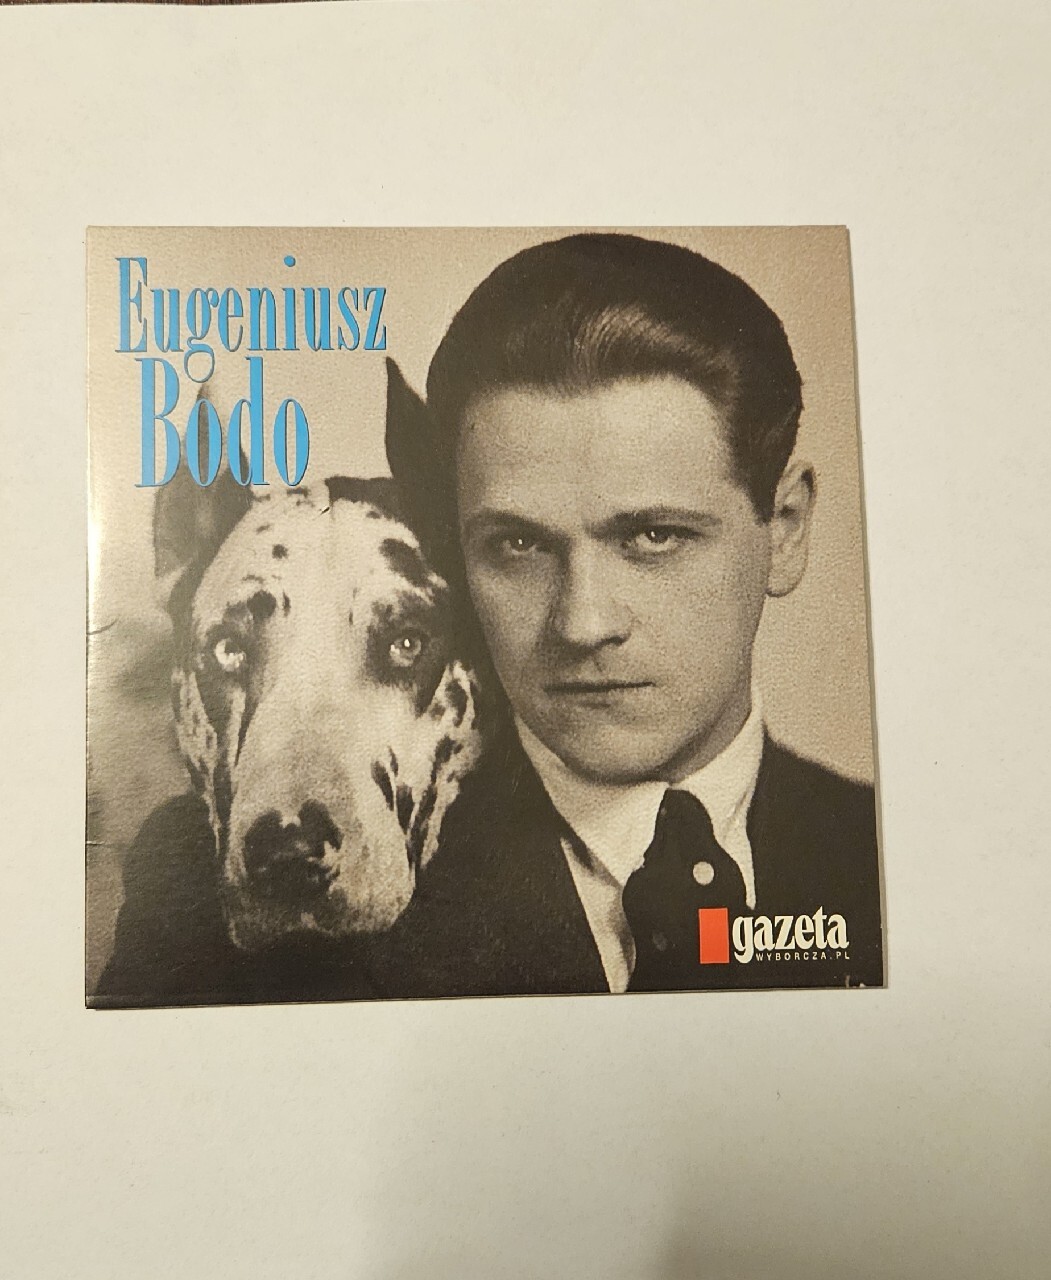 Eugeniusz
Bodo
gazeta
WYBORCZA.PL